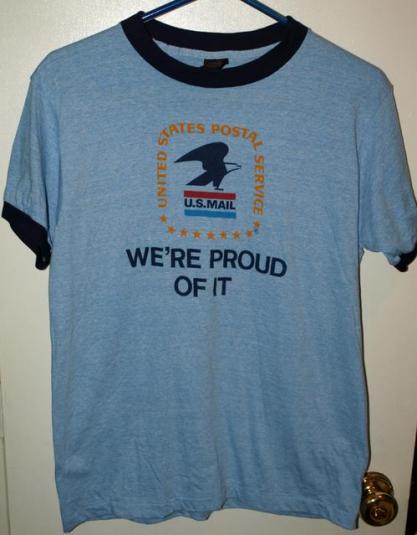 UNITED STATES POSTAL SERVICE
U.S.MAIL
WE'RE PROUD
OF IT